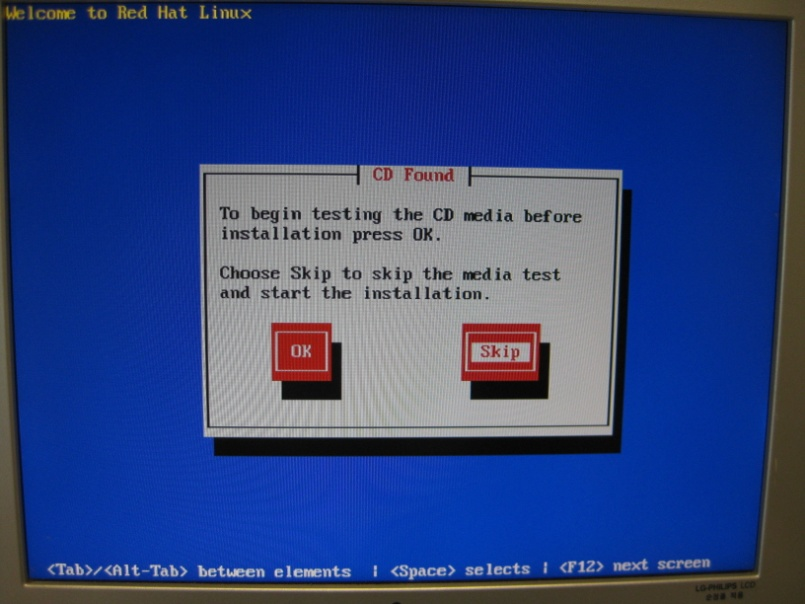 Welcome to Red Hat Linux
CD Found
To begin testing the CD media before
installation press OK.
Choose Skip to skip the media test
and start the installation.
OK
Skip
<Tab>/<Alt-Tab> between elements | <Space> selects | <F12> next screen
LG.PHILIPS LCD